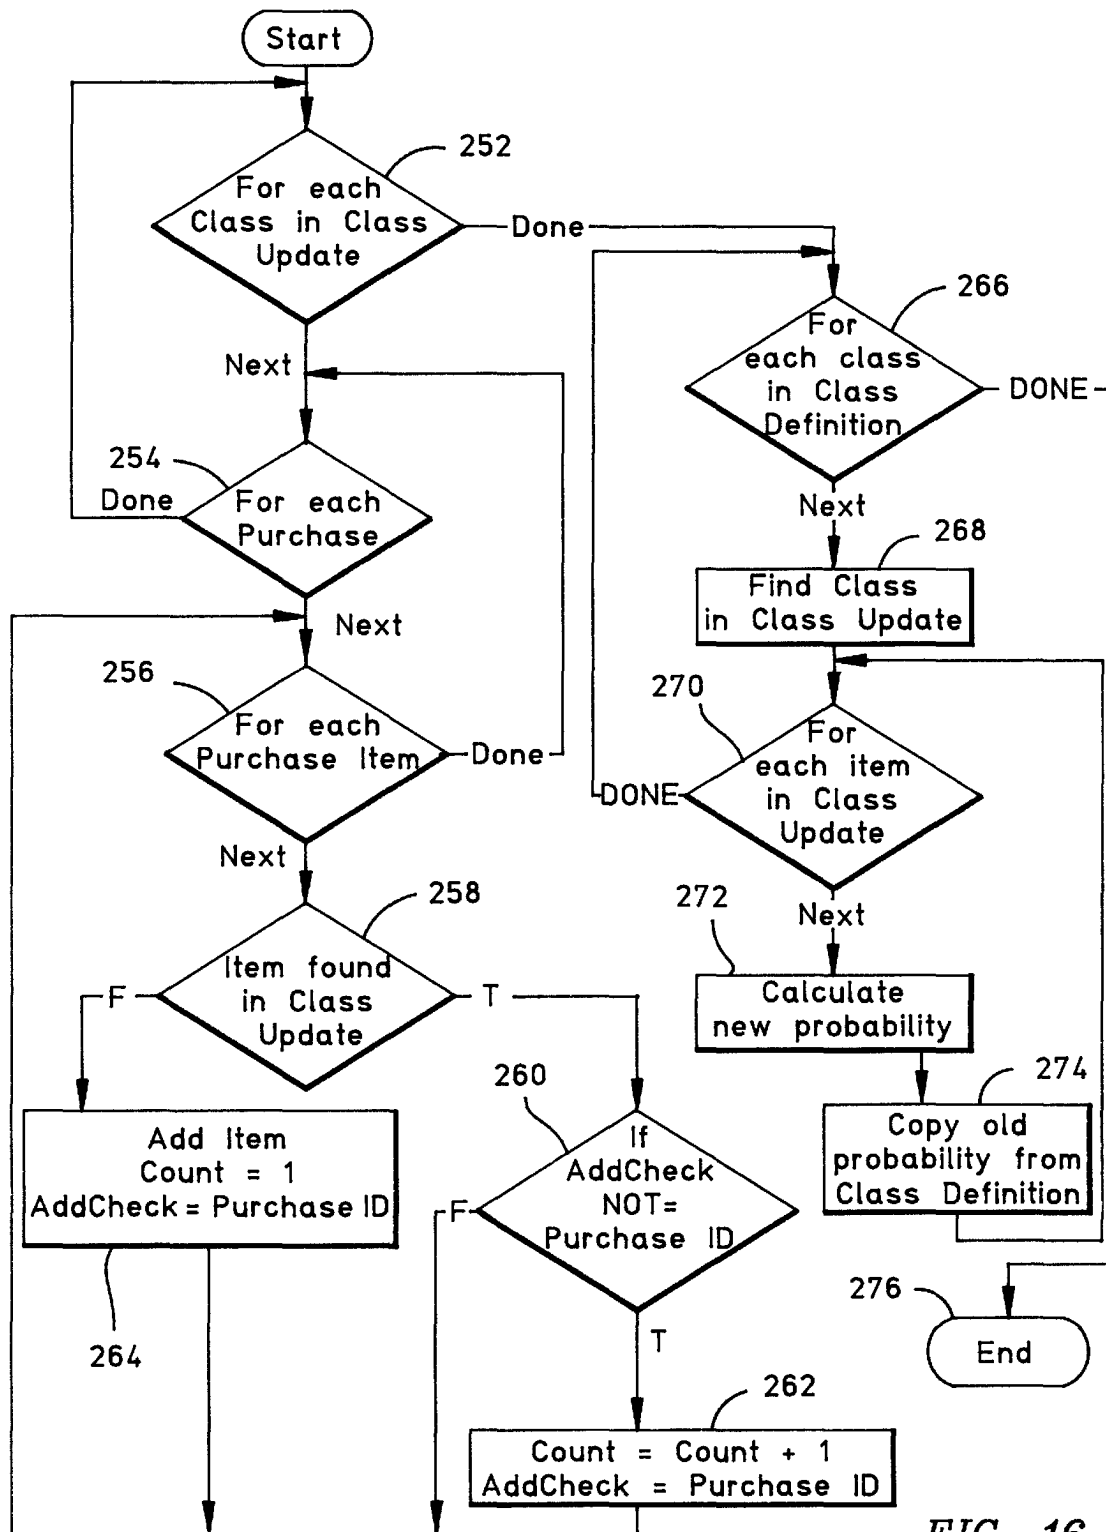 Start
252
For each
Class in Class
Update
Done
Next
266
For
each class
in Class
Definition
DONE
Next
254
Done
For each
Purchase
Next
268
Find Class
in Class Update
256
For each
Purchase Item
Done
Next
270
For
each item
in Class
Update
DONE
Next
258
Item found
in Class
Update
F
T
272
Calculate
new probability
274
Copy old
probability from
Class Definition
260
If
AddCheck
NOT=
Purchase ID
F
T
Add Item
Count = 1
AddCheck = Purchase ID
264
276
End
262
Count = Count + 1
AddCheck = Purchase ID
FIG. 16